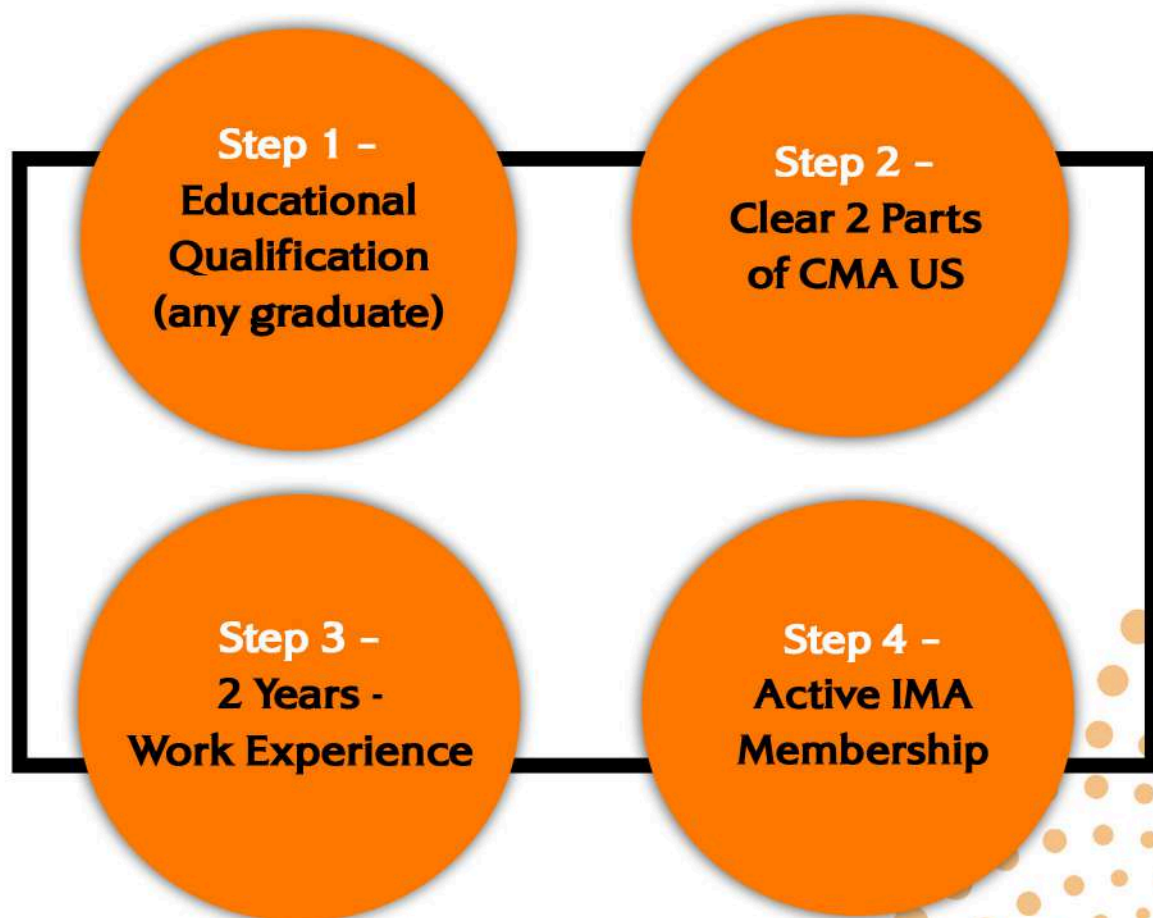 Step 1 –
Educational
Qualification
(any graduate)
Step 2 –
Clear 2 Parts
of CMA US
Step 3 –
2 Years -
Work Experience
Step 4 –
Active IMA
Membership